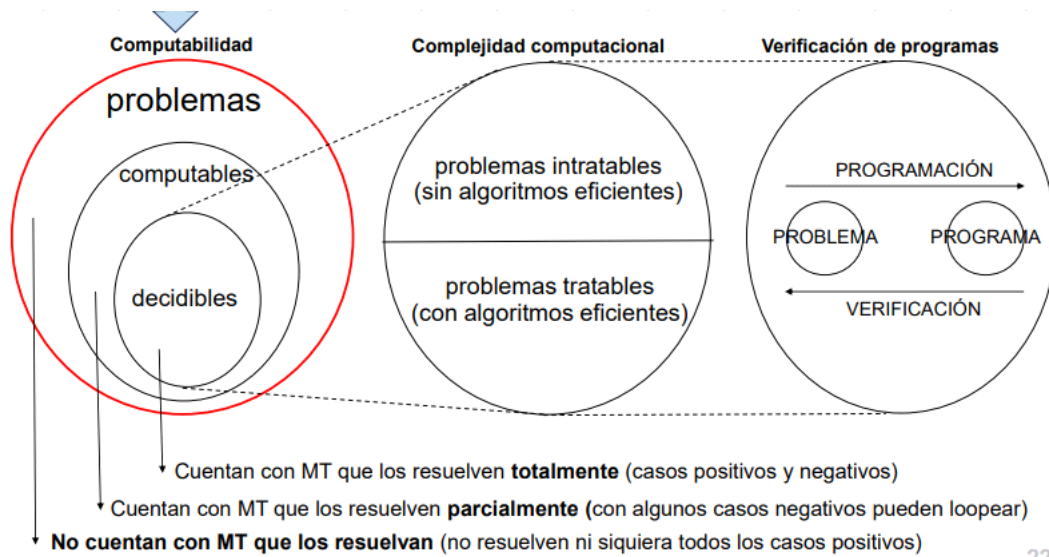 Computabilidad
Complejidad computacional
Verificación de programas
problemas
computables
decidibles
problemas intratables
(sin algoritmos eficientes)
problemas tratables
(con algoritmos eficientes)
PROGRAMACIÓN
PROBLEMA
PROGRAMA
VERIFICACIÓN
Cuentan con MT que los resuelven totalmente (casos positivos y negativos)
Cuentan con MT que los resuelven parcialmente (con algunos casos negativos pueden loopear)
No cuentan con MT que los resuelvan (no resuelven ni siquiera todos los casos positivos)